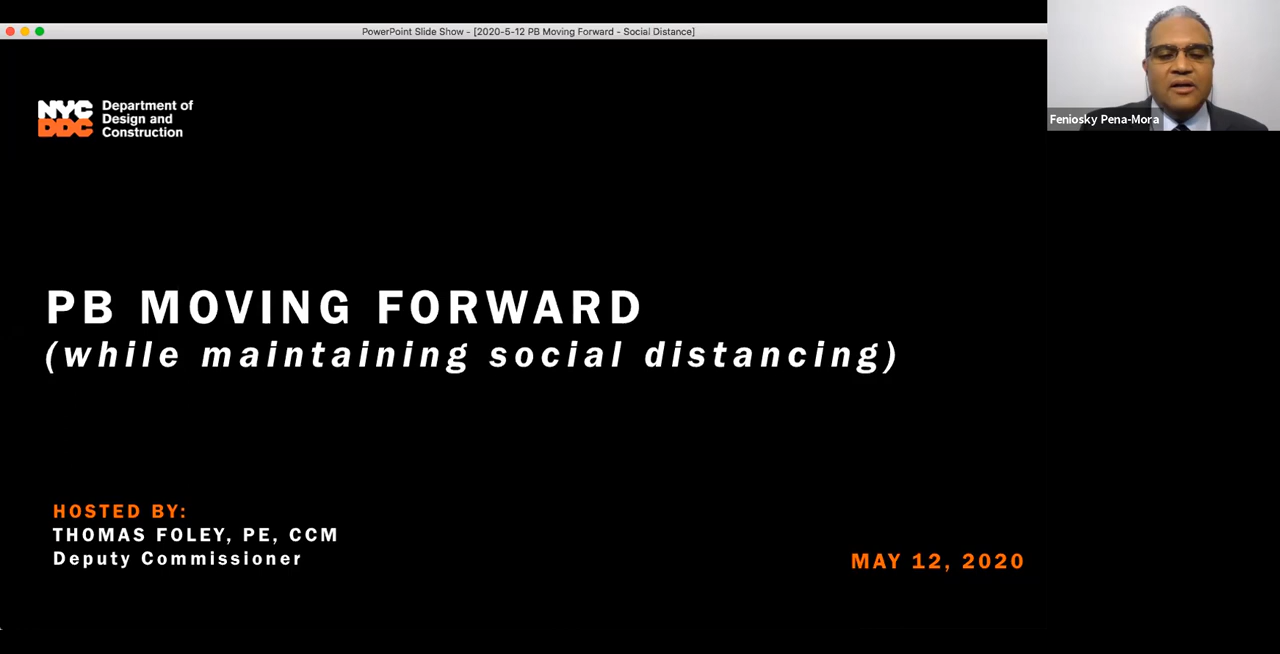 PowerPoint Slide Show - [2020-5-12 PB Moving Forward - Social Distance]
NYC
DDC
Department of
Design and
Construction
Feniosky Pena-Mora
PB MOVING FORWARD
(while maintaining social distancing)
HOSTED BY:
THOMAS FOLEY, PE, CCM
Deputy Commissioner
MAY 12, 2020